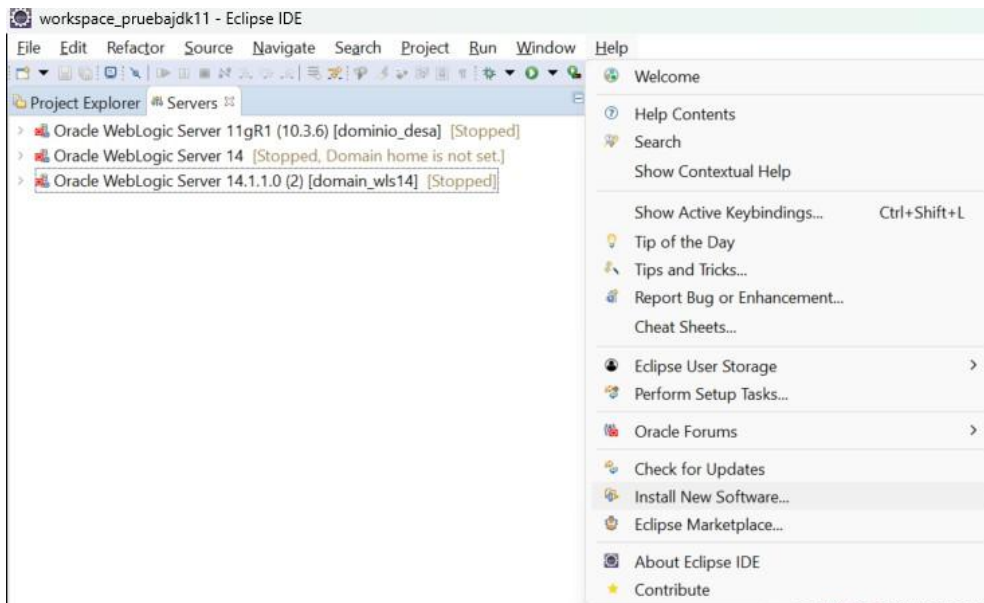 workspace_pruebajdk11 - Eclipse IDE
File Edit Refactor Source Navigate Search Project Run Window Help
Project Explorer Servers
Oracle WebLogic Server 11gR1 (10.3.6) [dominio_desa] [Stopped]
Oracle WebLogic Server 14 [Stopped, Domain home is not set.]
Oracle WebLogic Server 14.1.1.0 (2) [domain_wls14] [Stopped]
Welcome
Help Contents
Search
Show Contextual Help
Show Active Keybindings... Ctrl+Shift+L
Tip of the Day
Tips and Tricks...
Report Bug or Enhancement...
Cheat Sheets...
Eclipse User Storage
Perform Setup Tasks...
Oracle Forums
Check for Updates
Install New Software...
Eclipse Marketplace...
About Eclipse IDE
Contribute